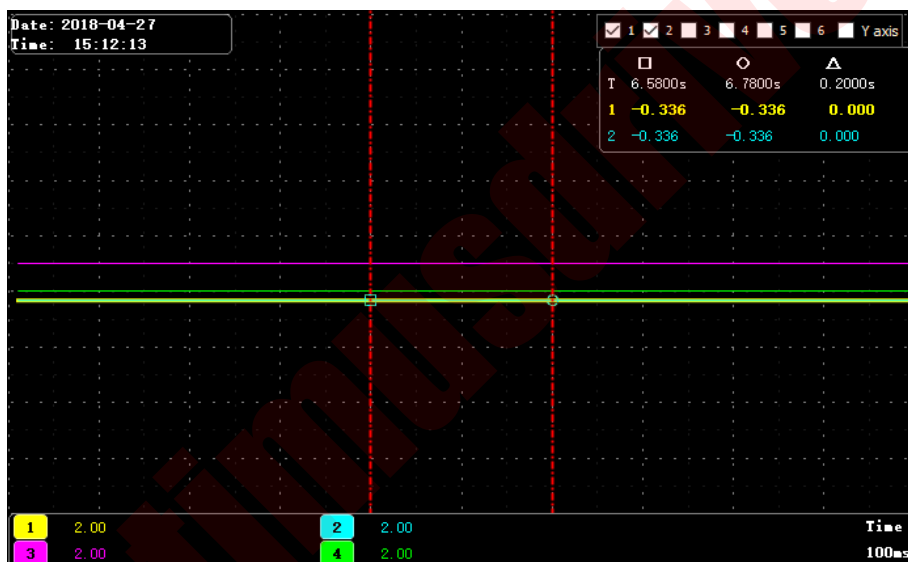 Date: 2018-04-27
Time: 15:12:13
1 2 3 4 5 6 Y axis
T 6.5800s 6.7800s 0.2000s
1 -0.336 -0.336 0.000
2 -0.336 -0.336 0.000
1 2.00 2 2.00 Time
3 2.00 4 2.00 100ms